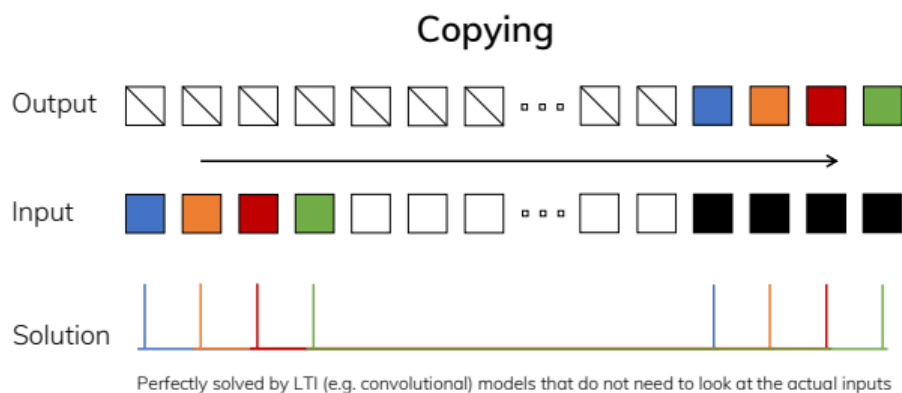 Copying
Output
Input
Solution
Perfectly solved by LTI (e.g. convolutional) models that do not need to look at the actual inputs